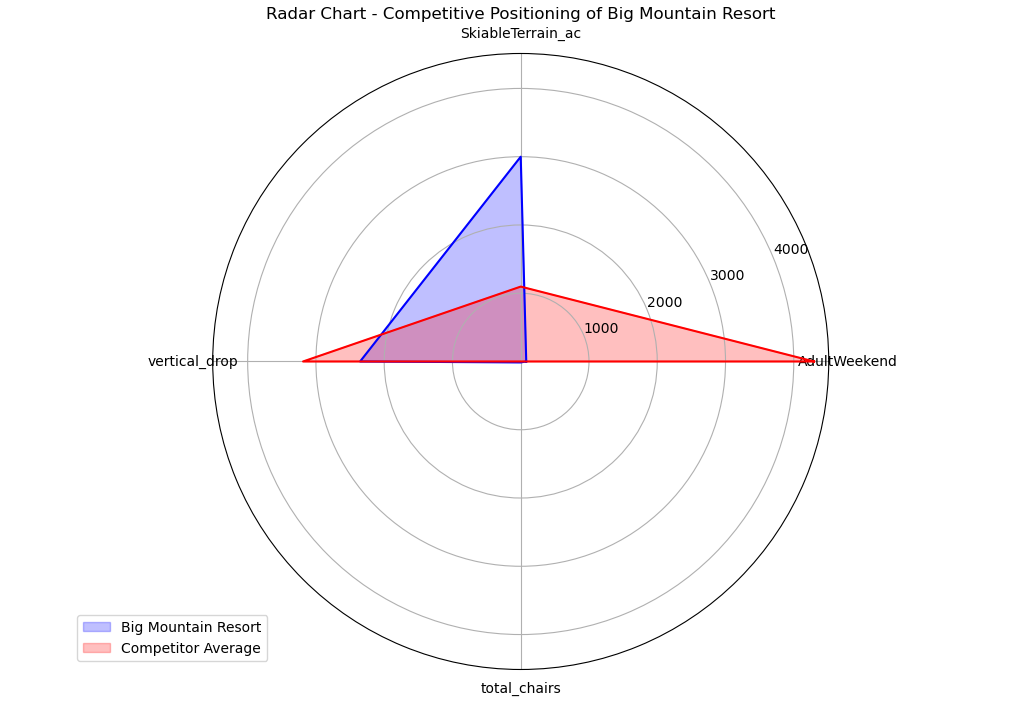 Radar Chart - Competitive Positioning of Big Mountain Resort
SkiableTerrain_ac
4000
3000
2000
1000
vertical_drop
AdultWeekend
Big Mountain Resort
Competitor Average
total_chairs